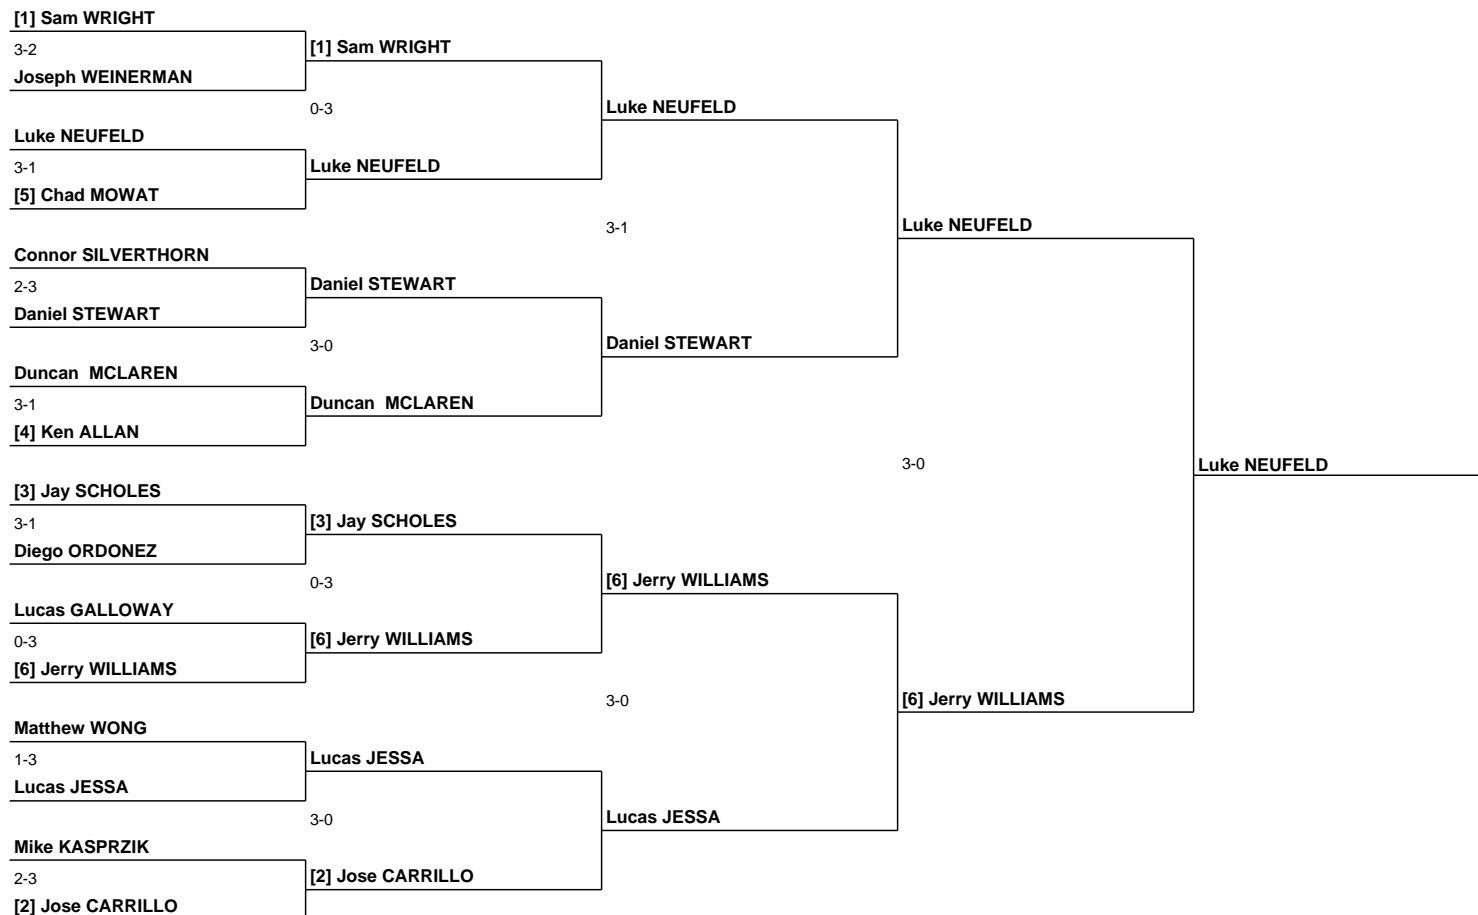 [1] Sam WRIGHT
3-2
Joseph WEINERMAN
Luke NEUFELD
3-1
[5] Chad MOWAT
Connor SILVERTHORN
2-3
Daniel STEWART
Duncan  MCLAREN
3-1
[4] Ken ALLAN
[3] Jay SCHOLES
3-1
Diego ORDONEZ
Lucas GALLOWAY
0-3
[6] Jerry WILLIAMS
Matthew WONG
1-3
Lucas JESSA
Mike KASPRZIK
2-3
[2] Jose CARRILLO
[1] Sam WRIGHT
0-3
Luke NEUFELD
Daniel STEWART
3-0
Duncan  MCLAREN
[3] Jay SCHOLES
0-3
[6] Jerry WILLIAMS
Lucas JESSA
3-0
[2] Jose CARRILLO
Luke NEUFELD
3-1
Daniel STEWART
[6] Jerry WILLIAMS
3-0
Lucas JESSA
Luke NEUFELD
3-0
[6] Jerry WILLIAMS
Luke NEUFELD